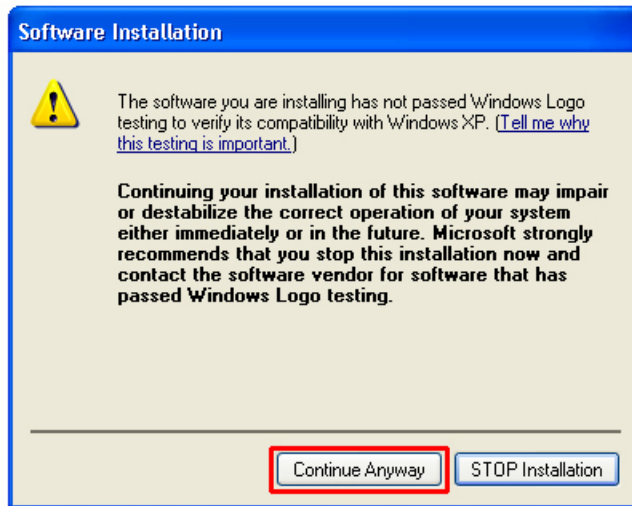 Software Installation
The software you are installing has not passed Windows Logo
testing to verify its compatibility with Windows XP. (Tell me why
this testing is important.)
Continuing your installation of this software may impair
or destabilize the correct operation of your system
either immediately or in the future. Microsoft strongly
recommends that you stop this installation now and
contact the software vendor for software that has
passed Windows Logo testing.
Continue Anyway
STOP Installation